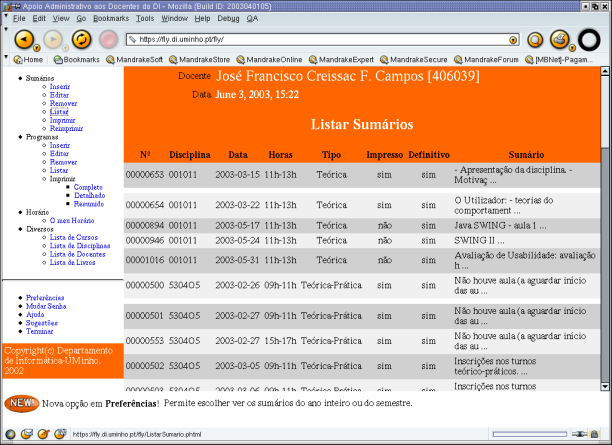 Apoio Administrativo aos Docentes do DI - Mozilla {Build ID: 2003040105}
File Edit View Go Bookmarks Tools Window Help Debug QA
https://fly.di.uminho.pt/fly/
Home Bookmarks MandrakeSoft MandrakeStore MandrakeOnline MandrakeExpert MandrakeSecure MandrakeForum [MBNet]-Pagam...
Sumários
Inserir
Editar
Remover
Listar
Imprimir
Reimprimir
Programas
Inserir
Editar
Remover
Listar
Imprimir
Completo
Detalhado
Resumido
Horário
O meu Horário
Diversos
Lista de Cursos
Lista de Disciplinas
Lista de Docentes
Lista de Livros
Preferências
Mudar Senha
Ajuda
Sugestões
Terminar
Copyright(c) Departamento
de Informática-UMinho,
2002
Docente José Francisco Creissac F. Campos [406039]
Data June 3, 2003, 15:22
Listar Sumários
Nº Disciplina Data Horas Tipo Impresso Definitivo Sumário
00000653 001011 2003-03-15 11h-13h Teórica sim sim - Apresentação da disciplina. -
Motivaç ...
00000654 001011 2003-03-22 11h-13h Teórica sim sim O Utilizador: - teorias do
comportament ...
00000894 001011 2003-05-17 11h-13h Teórica não sim Java SWING - aula 1 ...
00000946 001011 2003-05-24 11h-13h Teórica não sim SWING II ...
00001016 001011 2003-05-31 11h-13h Teórica não sim Avaliação de Usabilidade: avaliação
h ...
00000500 5304O5 2003-02-26 09h-11h Teórica-Prática sim sim Não houve aula (a aguardar início
das au ...
00000501 5304O5 2003-02-27 09h-11h Teórica-Prática sim sim Não houve aula (a aguardar início
das au ...
00000553 5304O5 2003-02-27 15h-17h Teórica-Prática sim sim Não houve aula (a aguardar início
das au ...
00000502 5304O5 2003-03-05 09h-11h Teórica-Prática sim sim Inscrições nos turnos
teórico-práticos. ...
00000503 5304O5 2003-03-06 09h-11h Teórica-Prática sim sim Inscrições nos turnos
NEW! Nova opção em Preferências! Permite escolher ver os sumários do ano inteiro ou do semestre.
https://fly.di.uminho.pt/fly/ListarSumario.phtml